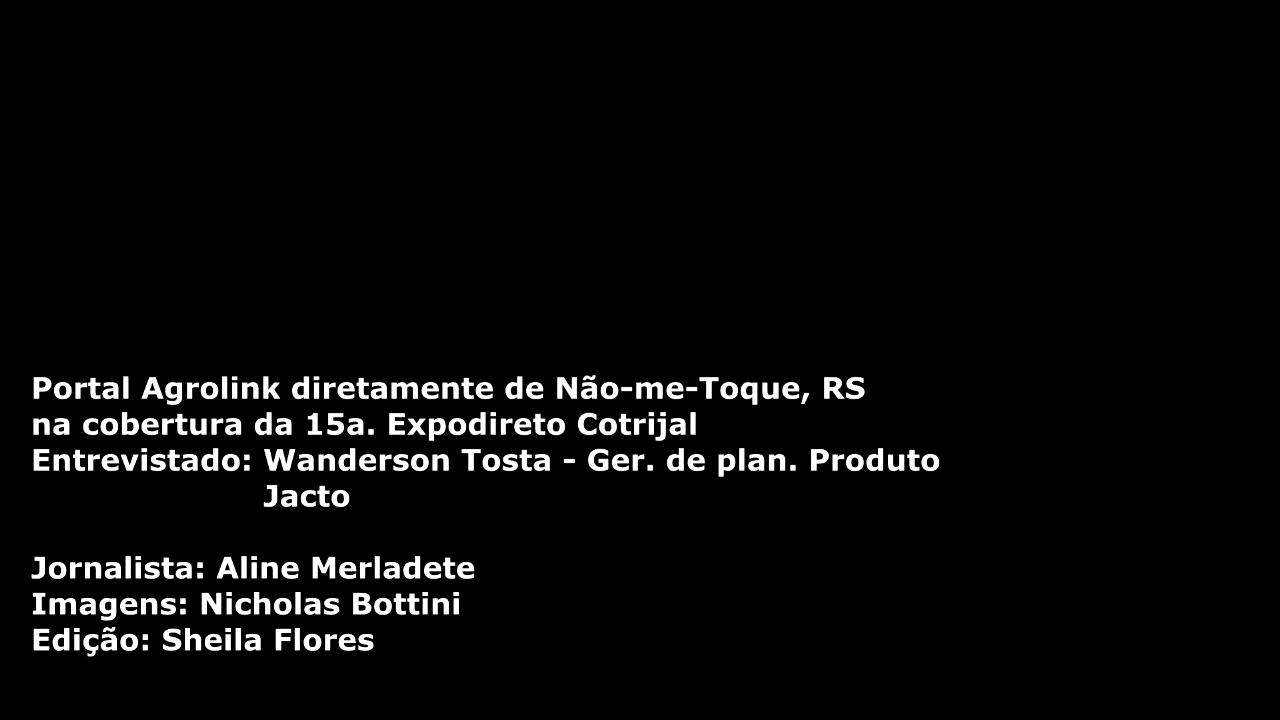 Portal Agrolink diretamente de Não-me-Toque, RS
na cobertura da 15a. Expodireto Cotrijal
Entrevistado: Wanderson Tosta - Ger. de plan. Produto
Jacto
Jornalista: Aline Merladete
Imagens: Nicholas Bottini
Edição: Sheila Flores